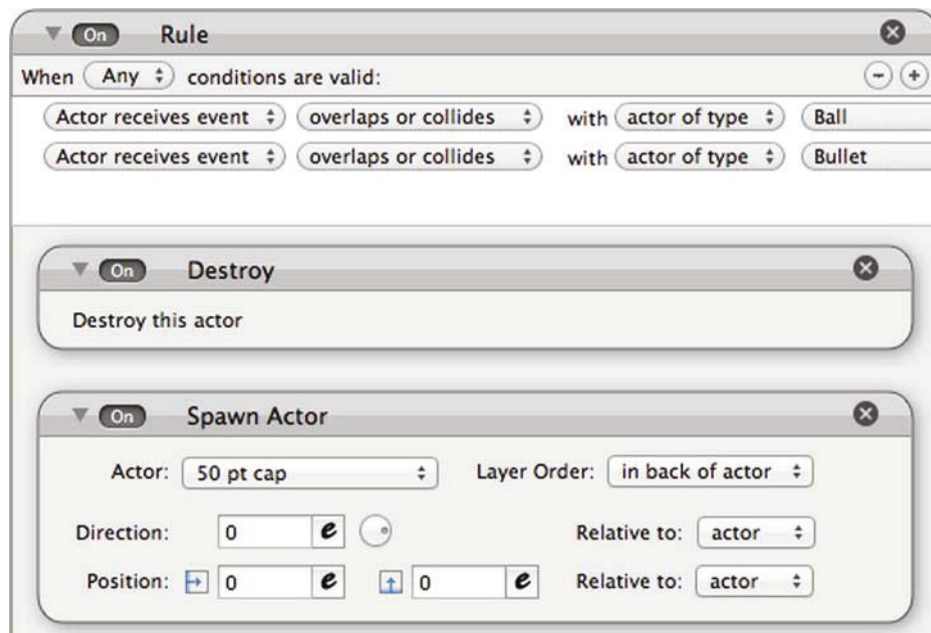 On Rule
When Any conditions are valid:
Actor receives event overlaps or collides with actor of type Ball
Actor receives event overlaps or collides with actor of type Bullet
On Destroy
Destroy this actor
On Spawn Actor
Actor: 50 pt cap Layer Order: in back of actor
Direction: 0 e Relative to: actor
Position: 0 e 0 e Relative to: actor